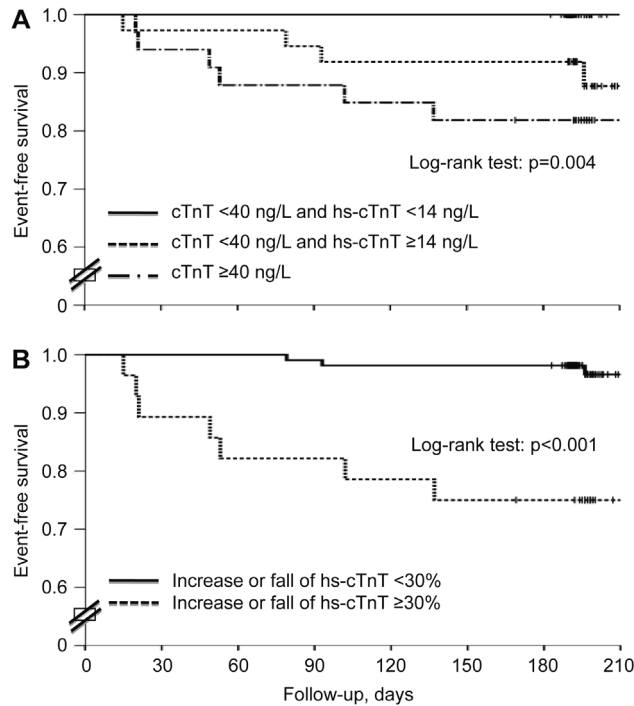 A
1.0
0.9
0.8
0.7
0.6
0
Event-free survival
Log-rank test: p=0.004
cTnT <40 ng/L and hs-cTnT <14 ng/L
cTnT <40 ng/L and hs-cTnT ≥14 ng/L
cTnT ≥40 ng/L
B
1.0
0.9
0.8
0.7
0.6
0
Event-free survival
Log-rank test: p<0.001
Increase or fall of hs-cTnT <30%
Increase or fall of hs-cTnT ≥30%
0 30 60 90 120 150 180 210
Follow-up, days